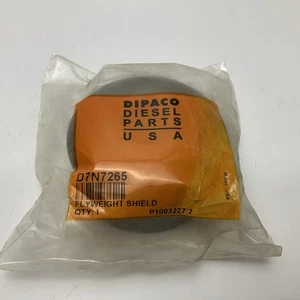 DIPACO
DIESEL
PARTS
USA
D7N7265
FLYWEIGHT SHIELD
QTY: 1
P1003227 2